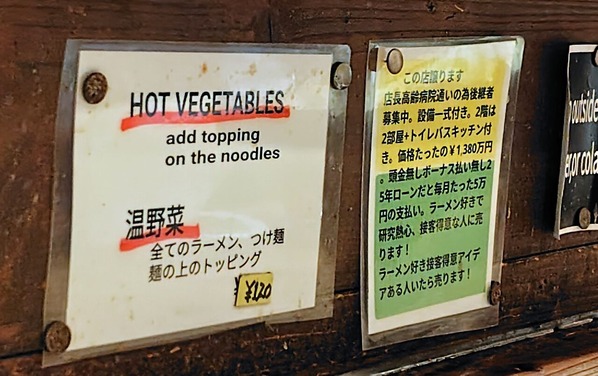 HOT VEGETABLES
add topping
on the noodles
温野菜
全てのラーメン、つけ麺
麺の上のトッピング
¥120
この店譲ります
店長高齢病院通いの為後継者
募集中。設備一式付き。2階は
2部屋+トイレバスキッチン付
き。価格たったの¥1,380万円
。頭金無しボーナス払い無し2
5年ローンだと毎月たった5万
円の支払い。ラーメン好きで
研究熱心、接客得意な人に売
ります!
ラーメン好き接客得意アイデ
アある人いたら売ります!
outside
or cola